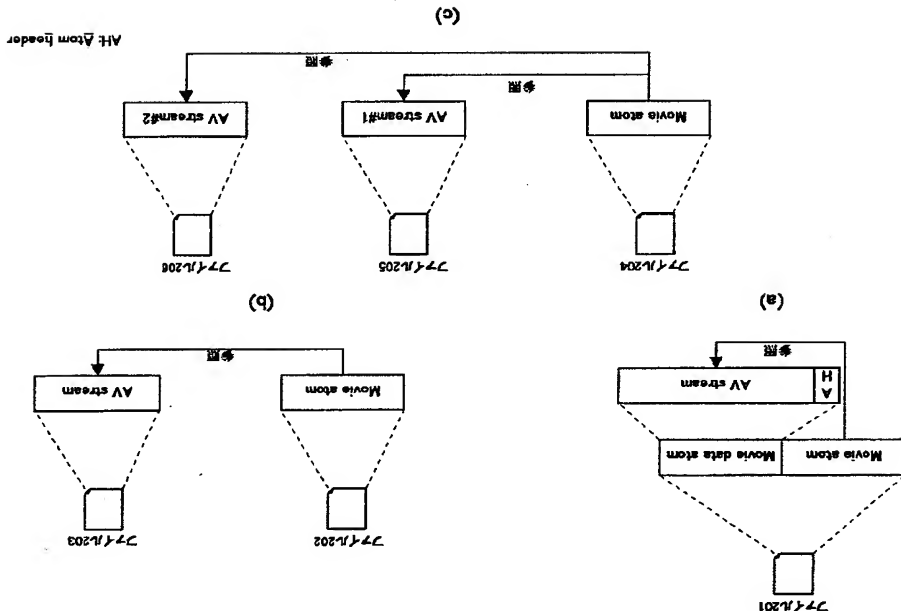 ファイル201
Movie atom
Movie data atom
A
H
AV stream
参照
(a)
ファイル202
ファイル203
Movie atom
AV stream
参照
(b)
ファイル204
ファイル205
ファイル206
Movie atom
AV stream#1
AV stream#2
参照
参照
(c)
AH: Atom header